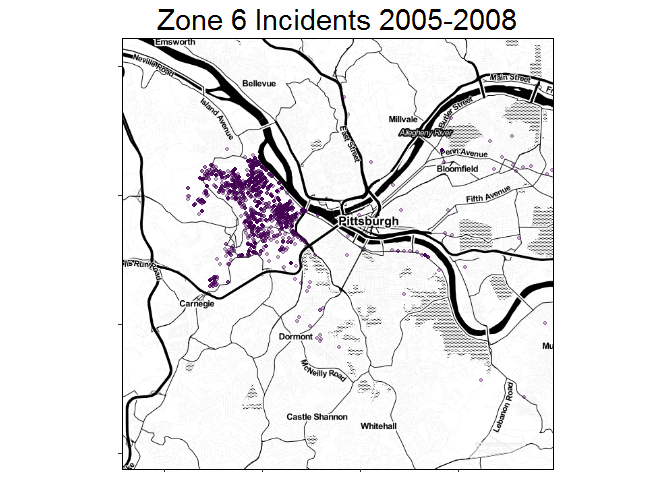 Zone 6 Incidents 2005-2008
Emsworth
Neville Road
Bellevue
Main Street
Island Avenue
Butler Street
Millvale
East Street
Allegheny River
Penn Avenue
Bloomfield
Fifth Avenue
Pittsburgh
Run Road
Carnegie
Dormont
McNeilly Road
Mu
Lebanon Road
Castle Shannon
Whitehall